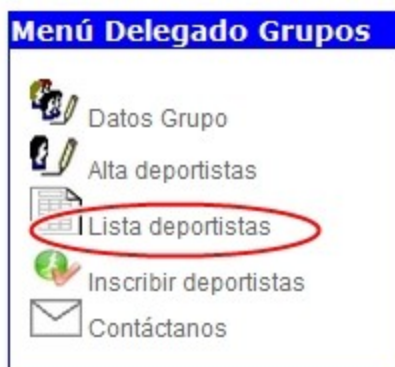 Menú Delegado Grupos
Datos Grupo
Alta deportistas
Lista deportistas
Inscribir deportistas
Contáctanos